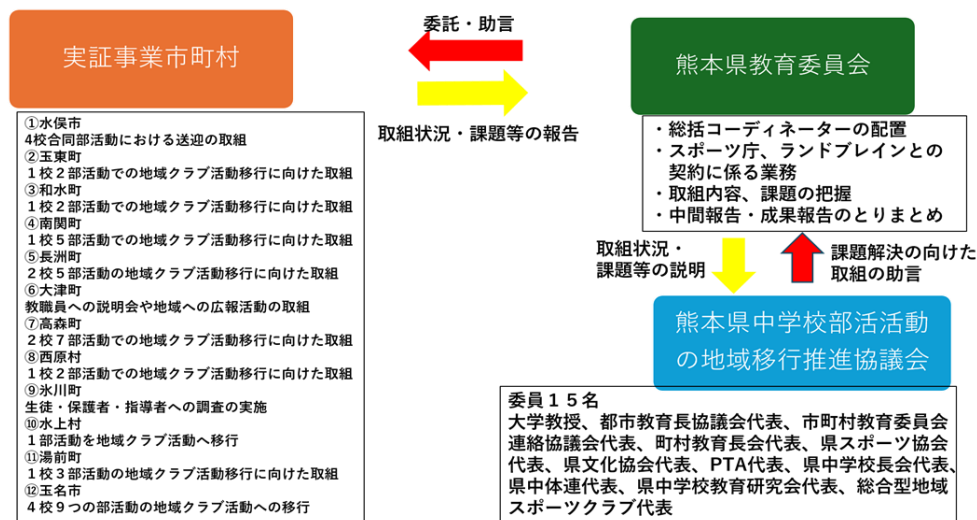 実証事業市町村
委託・助言
取組状況・課題等の報告
熊本県教育委員会
①水俣市
4校合同部活動における送迎の取組
②玉東町
１校２部活動での地域クラブ活動移行に向けた取組
③和水町
１校２部活動での地域クラブ活動移行に向けた取組
④南関町
１校５部活動での地域クラブ活動移行に向けた取組
⑤長洲町
２校５部活動の地域クラブ活動移行に向けた取組
⑥大津町
教職員への説明会や地域への広報活動の取組
⑦高森町
２校７部活動での地域クラブ活動移行に向けた取組
⑧西原村
１校２部活動での地域クラブ活動移行に向けた取組
⑨氷川町
生徒・保護者・指導者への調査の実施
⑩水上村
１部活動を地域クラブ活動へ移行
⑪湯前町
１校３部活動の地域クラブ活動移行に向けた取組
⑫玉名市
４校９つの部活動の地域クラブ活動への移行
・総括コーディネーターの配置
・スポーツ庁、ランドブレインとの
契約に係る業務
・取組内容、課題の把握
・中間報告・成果報告のとりまとめ
取組状況・
課題等の説明
課題解決の向けた
取組の助言
熊本県中学校部活活動
の地域移行推進協議会
委員１５名
大学教授、都市教育長協議会代表、市町村教育委員会
連絡協議会代表、町村教育長会代表、県スポーツ協会
代表、県文化協会代表、PTA代表、県中学校長会代表、
県中体連代表、県中学校教育研究会代表、総合型地域
スポーツクラブ代表